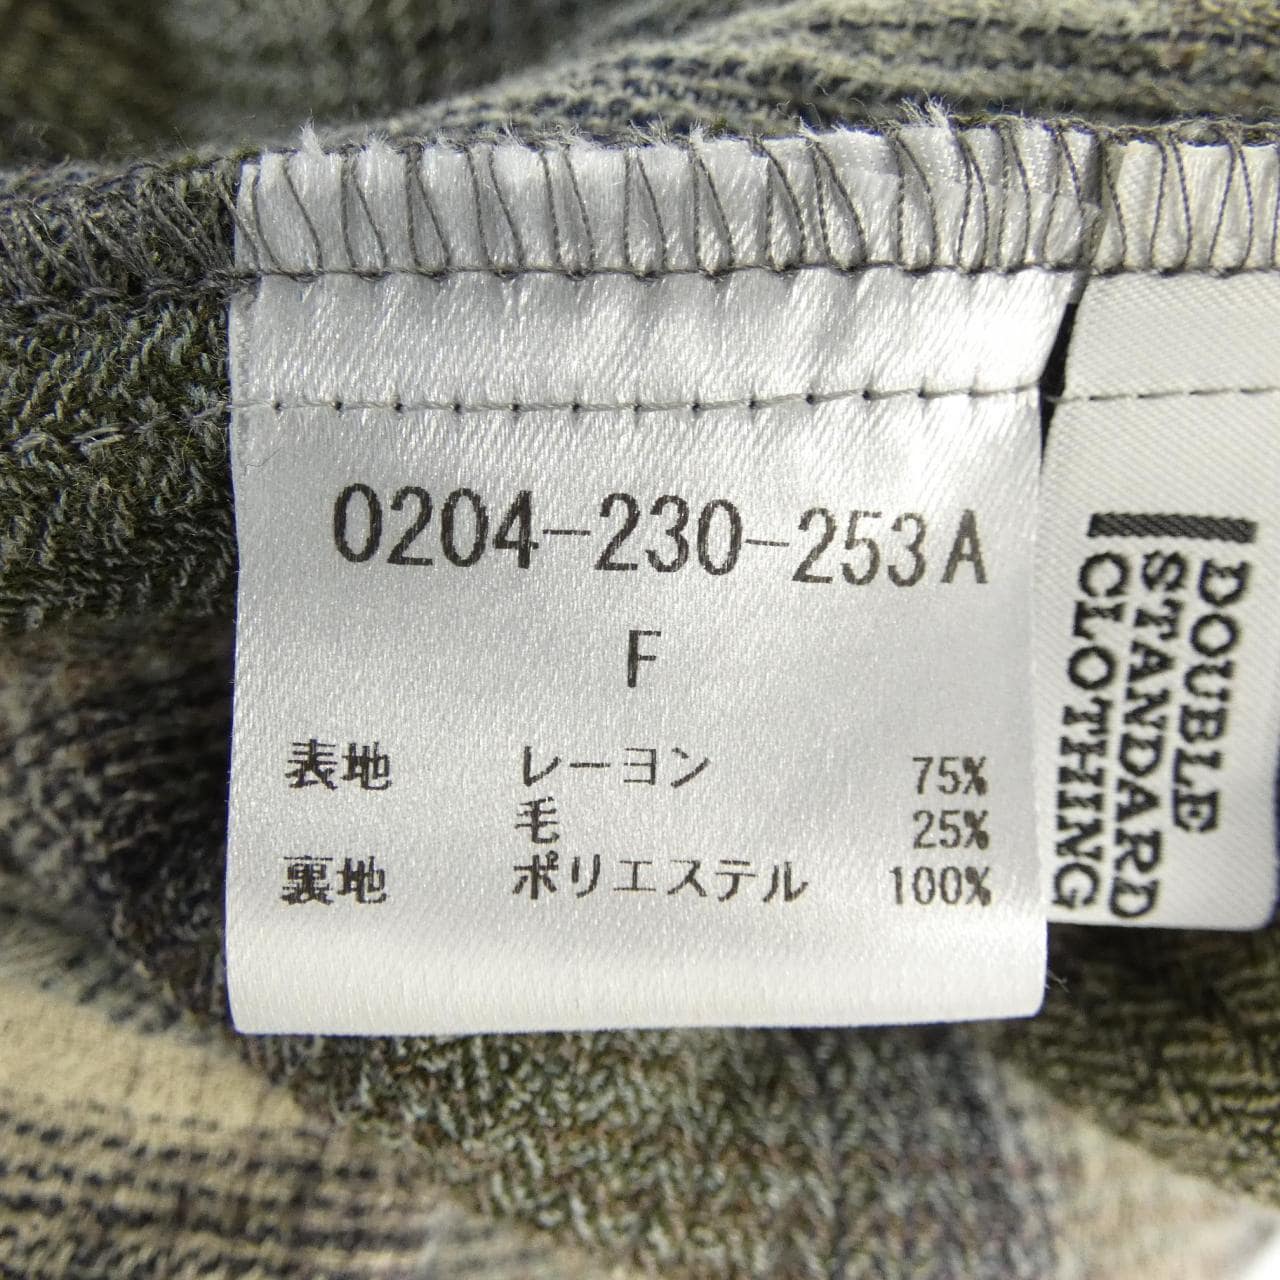 0204-230-253A
F
表地 レーヨン 75%
毛 25%
裏地 ポリエステル 100%
DOUBLE
STANDARD
CLOTHING